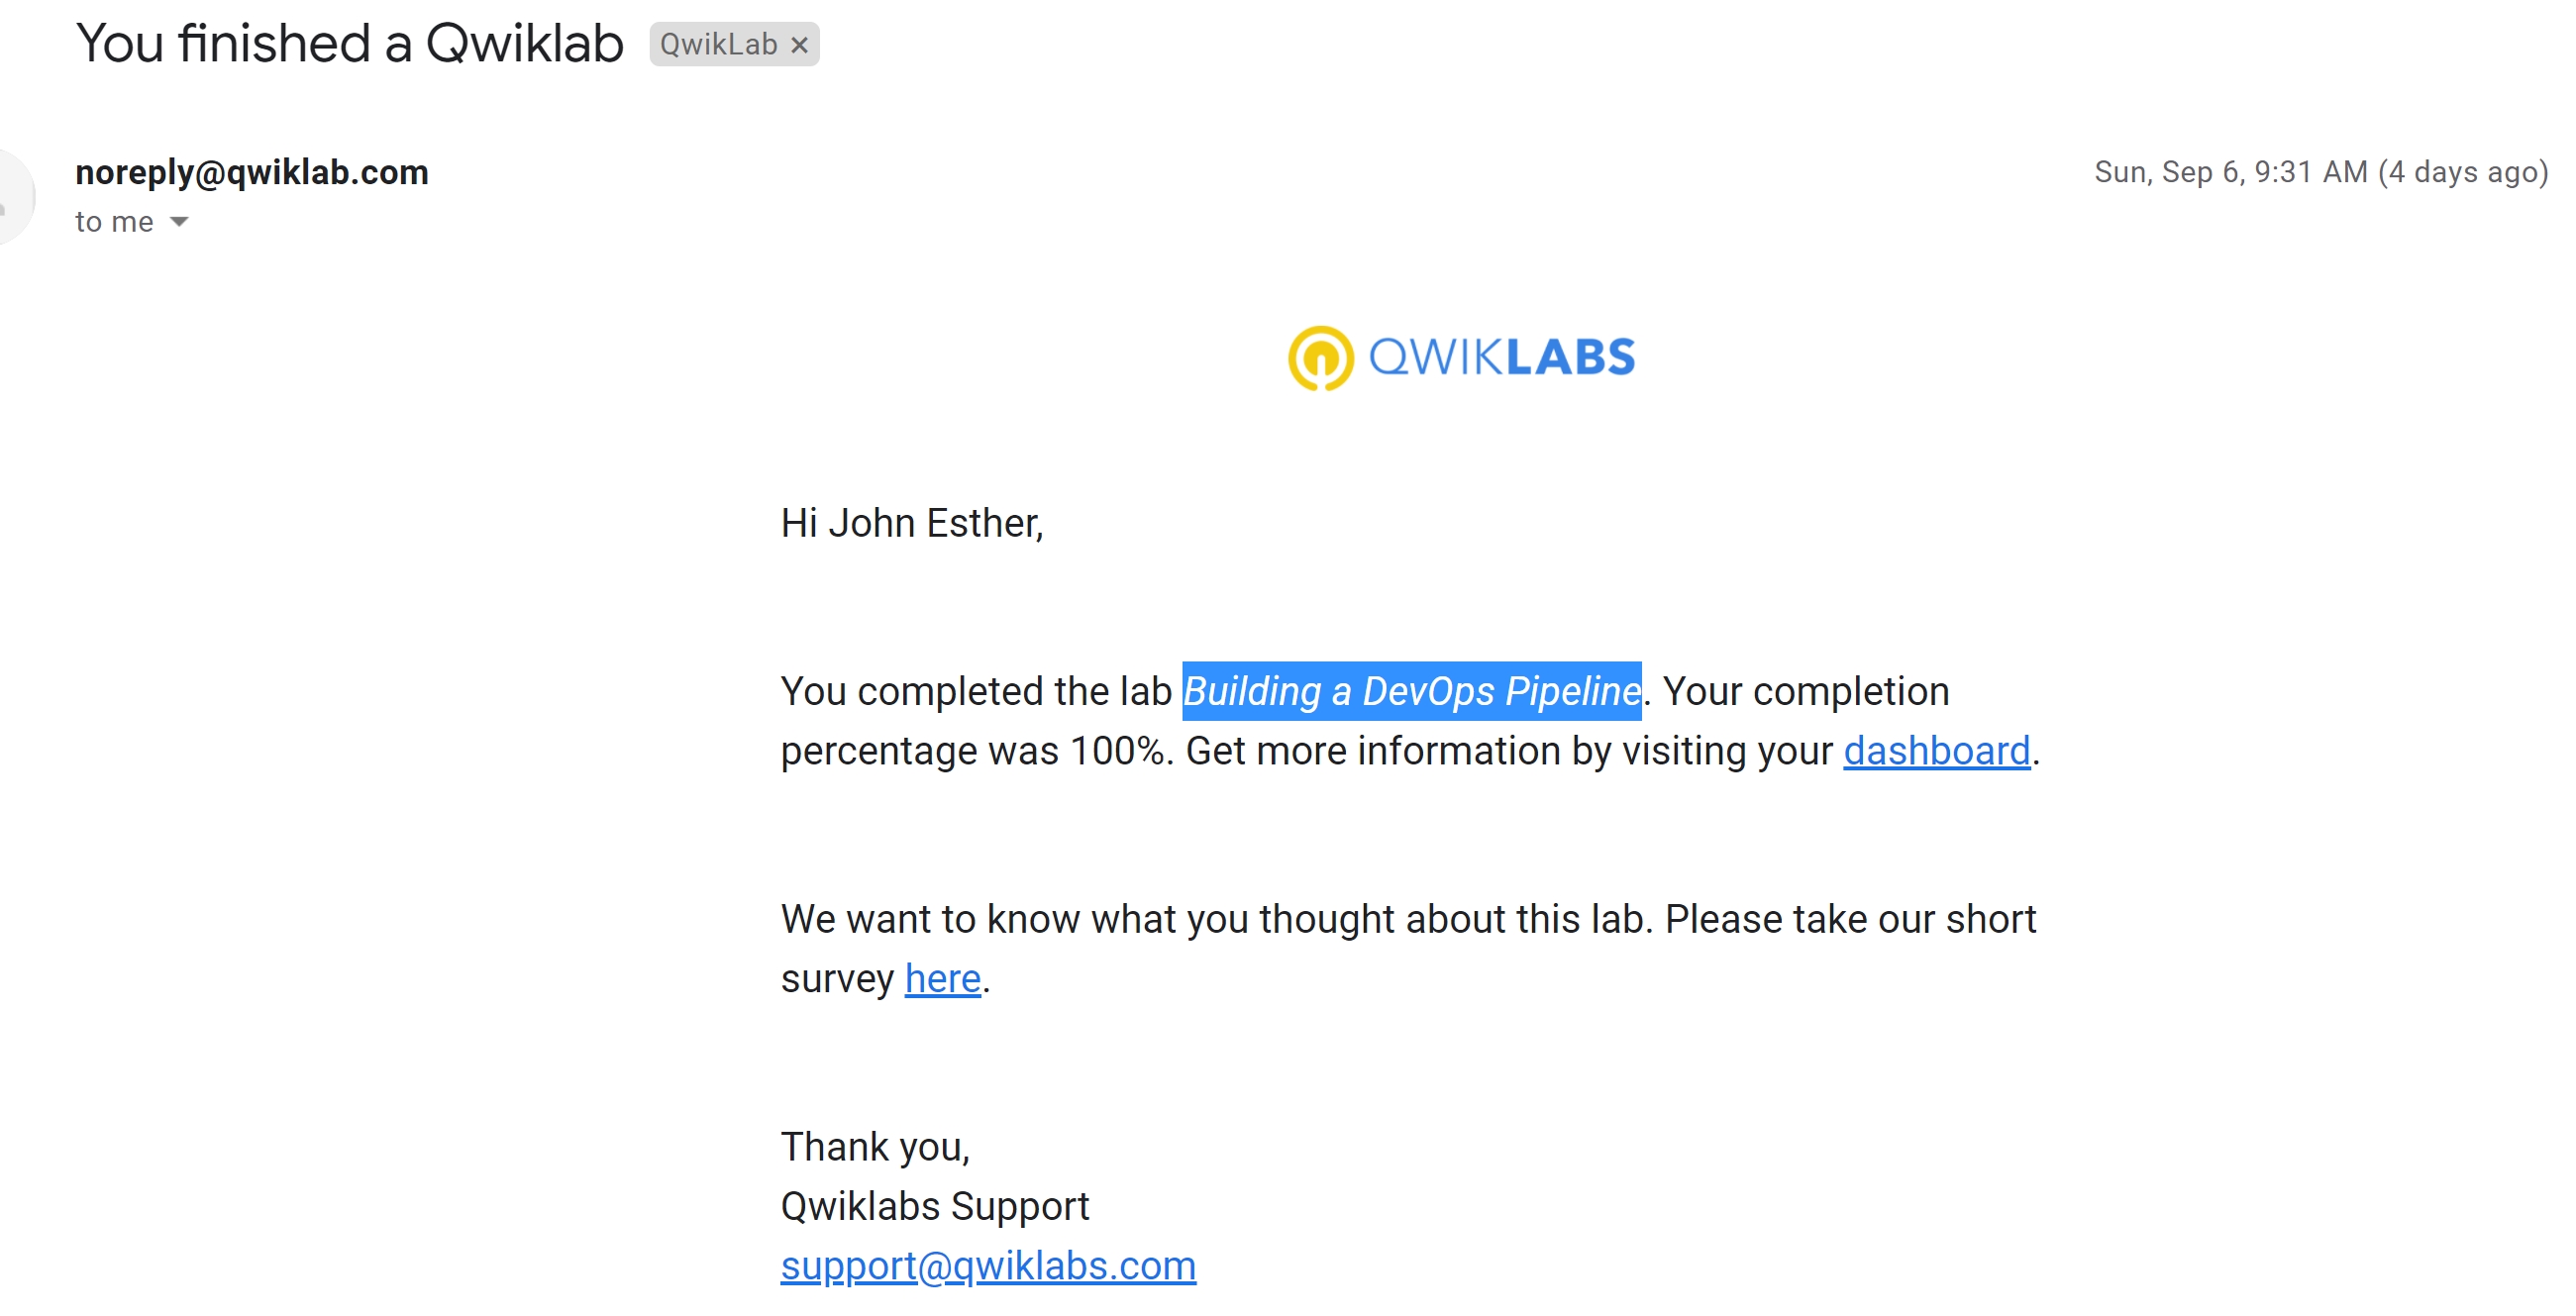 You finished a Qwiklab QwikLab ×
noreply@qwiklab.com Sun, Sep 6, 9:31 AM (4 days ago)
to me
QWIKLABS
Hi John Esther,
You completed the lab Building a DevOps Pipeline. Your completion
percentage was 100%. Get more information by visiting your dashboard.
We want to know what you thought about this lab. Please take our short
survey here.
Thank you,
Qwiklabs Support
support@qwiklabs.com